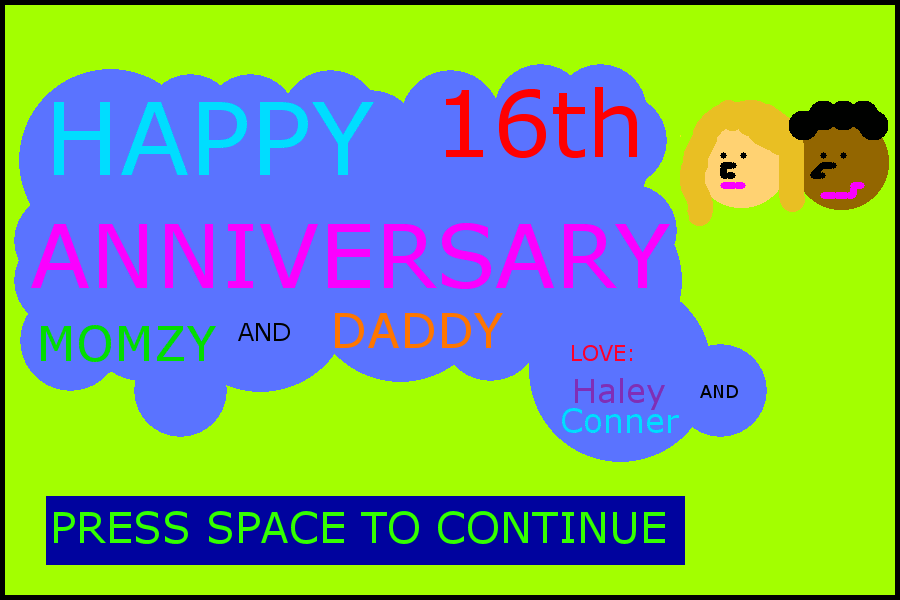 HAPPY 16th
ANNIVERSARY
MOMZY AND DADDY
LOVE:
Haley AND
Conner
PRESS SPACE TO CONTINUE